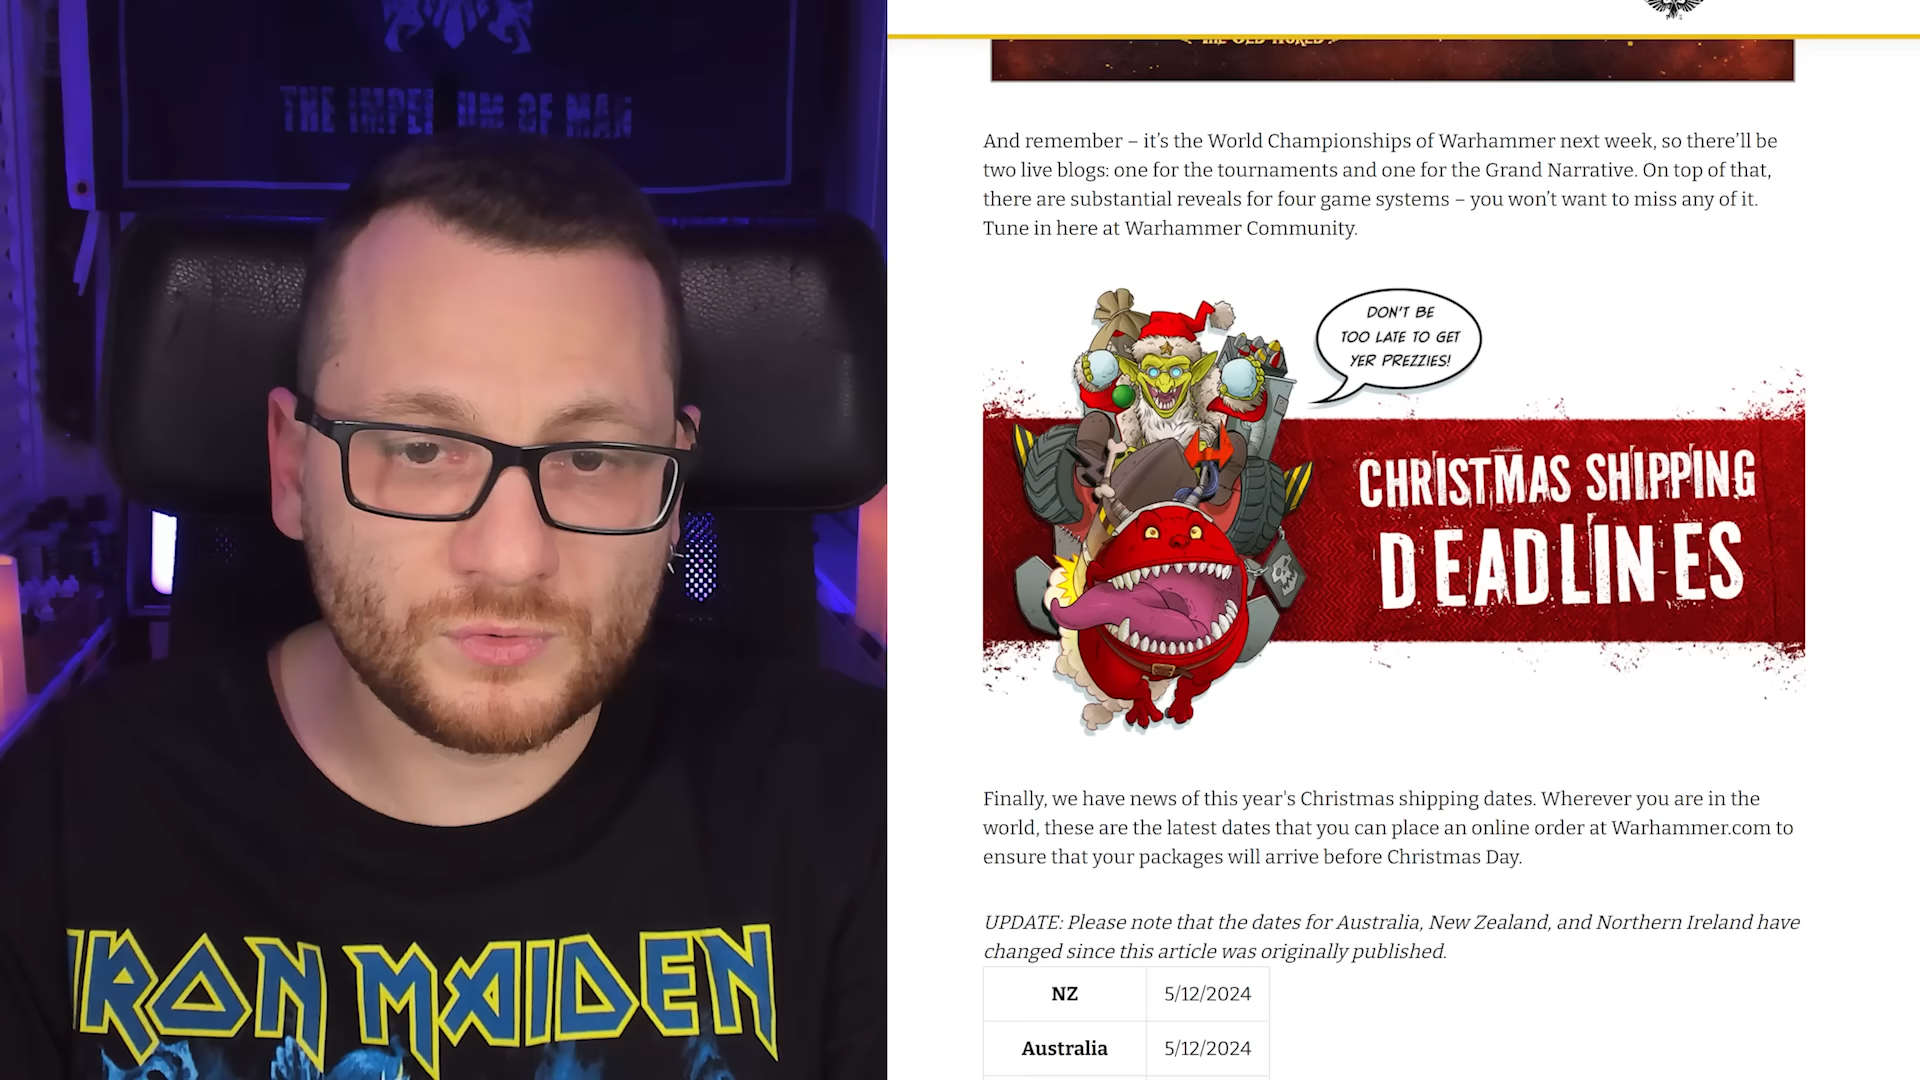 THE IMPERIUM OF MAN
IRON MAIDEN
THE OLD WORLD
And remember – it’s the World Championships of Warhammer next week, so there’ll be
two live blogs: one for the tournaments and one for the Grand Narrative. On top of that,
there are substantial reveals for four game systems – you won’t want to miss any of it.
Tune in here at Warhammer Community.
DON'T BE
TOO LATE TO GET
YER PREZZIES!
CHRISTMAS SHIPPING
DEADLINES
Finally, we have news of this year's Christmas shipping dates. Wherever you are in the
world, these are the latest dates that you can place an online order at Warhammer.com to
ensure that your packages will arrive before Christmas Day.
UPDATE: Please note that the dates for Australia, New Zealand, and Northern Ireland have
changed since this article was originally published.
NZ 5/12/2024
Australia 5/12/2024